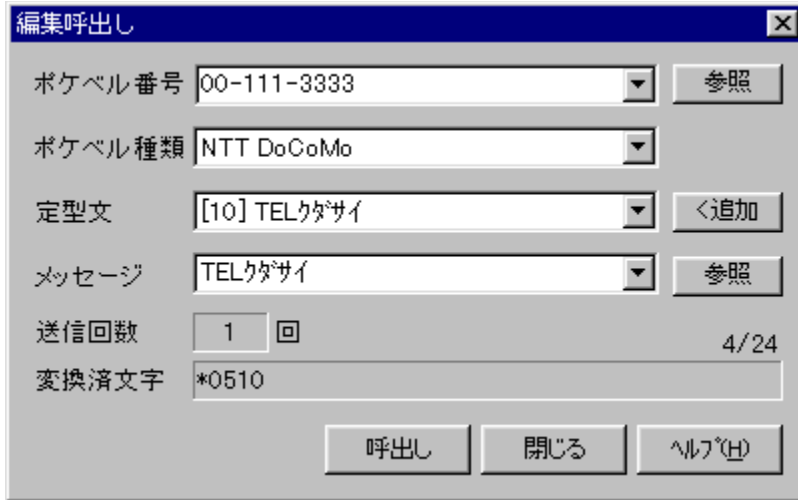 編集呼出し
ポケベル番号 00-111-3333 参照
ポケベル種類 NTT DoCoMo
定型文 [10] TELｸﾀﾞｻｲ <追加
メッセージ TELｸﾀﾞｻｲ 参照
送信回数 1 回 4/24
変換済文字 *0510
呼出し 閉じる ﾍﾙﾌﾟ(H)